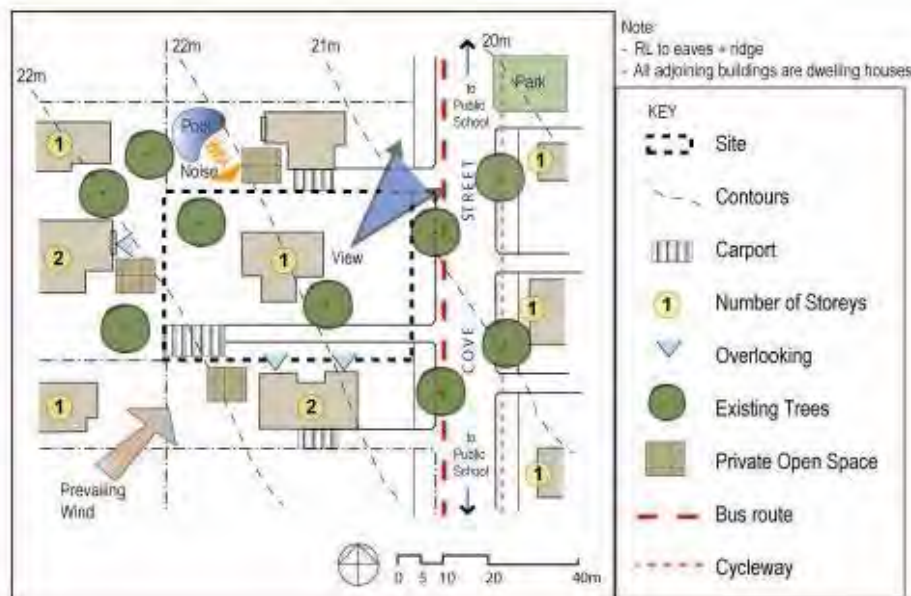 22m
22m
21m
20m
to
Public
School
Park
Pool
Noise
STREET
View
COVE
to
Public
School
Prevailing
Wind
1
1
2
1
1
1
2
1
1
0 5 10 20 40m
Note:
- RL to eaves + ridge
- All adjoining buildings are dwelling houses
KEY
Site
Contours
Carport
1
Number of Storeys
Overlooking
Existing Trees
Private Open Space
Bus route
Cycleway